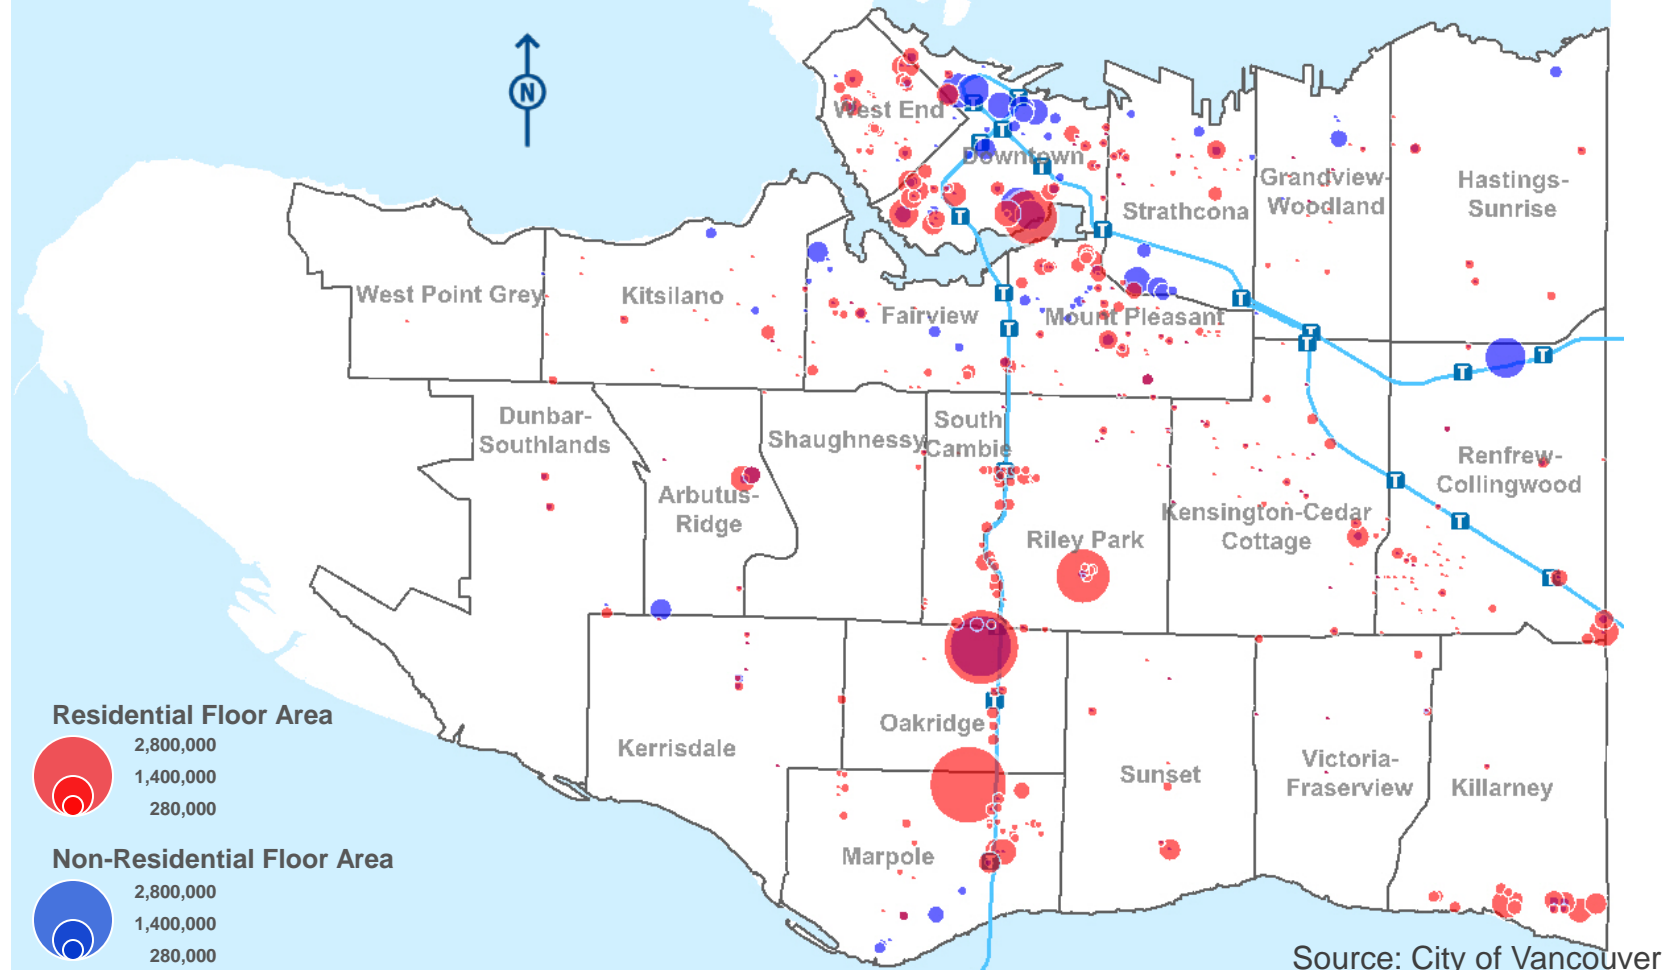 N
West End
T
T
T
T
Downtown
T
T
T
Strathcona
Grandview-
Woodland
Hastings-
Sunrise
West Point Grey
Kitsilano
Fairview
T
T
Mount Pleasant
T
T
T
T
T
Dunbar-
Southlands
Shaughnessy
South
Cambie
T
Arbutus-
Ridge
Riley Park
Kensington-Cedar
Cottage
Renfrew-
Collingwood
T
T
T
Kerrisdale
Oakridge
T
Sunset
Victoria-
Fraserview
Killarney
Marpole
T
Residential Floor Area
2,800,000
1,400,000
280,000
Non-Residential Floor Area
2,800,000
1,400,000
280,000
Source: City of Vancouver